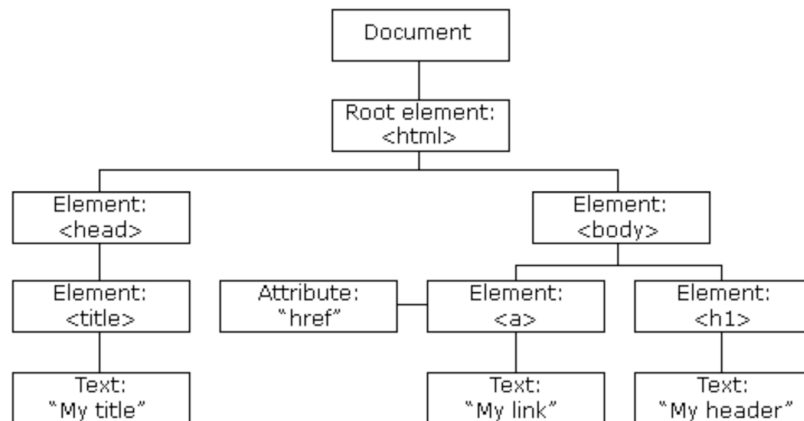 Document
Root element:
<html>
Element:
<head>
Element:
<body>
Element:
<title>
Attribute:
“href”
Element:
<a>
Element:
<h1>
Text:
“My title”
Text:
“My link”
Text:
“My header”